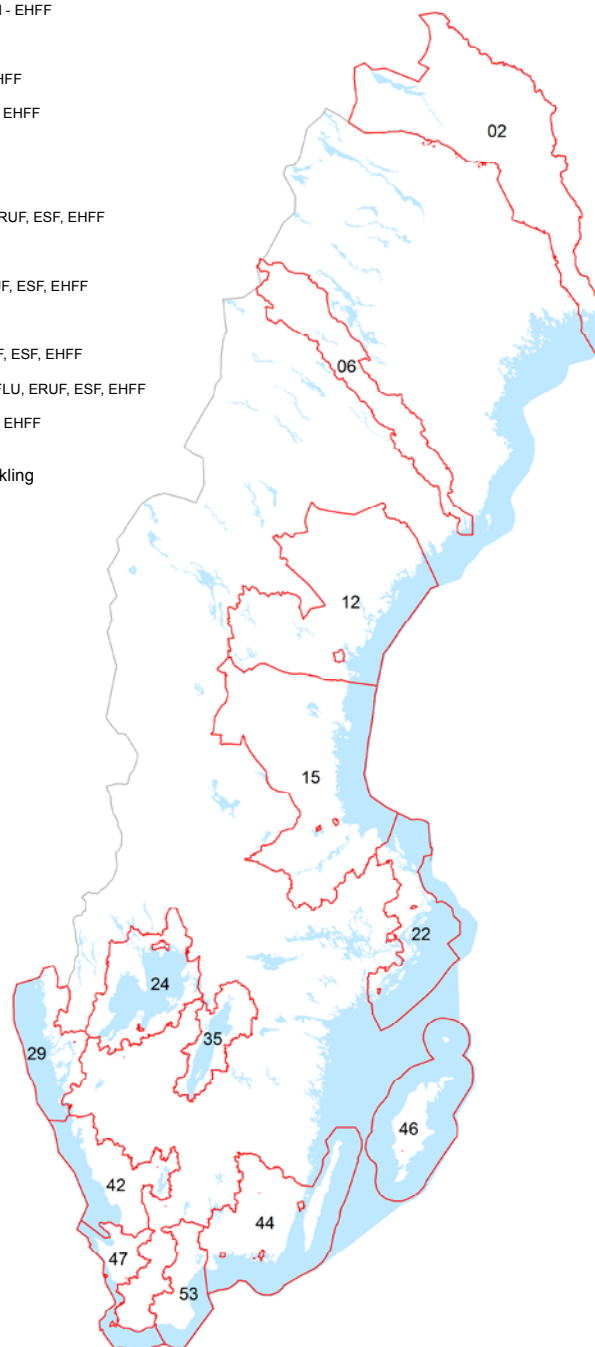 - EHFF
HFF
EHFF
02
RUF, ESF, EHFF
F, ESF, EHFF
F, ESF, EHFF
06
FLU, ERUF, ESF, EHFF
EHFF
kling
12
15
22
24
35
29
46
42
44
47
53